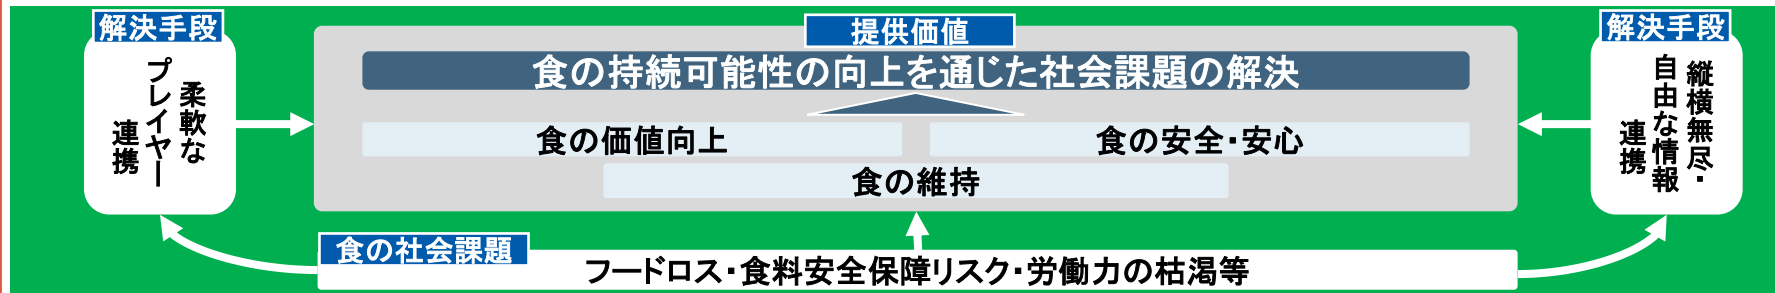 解決手段
柔軟な
プレイヤー
連携
提供価値
食の持続可能性の向上を通じた社会課題の解決
食の価値向上
食の安全・安心
食の維持
解決手段
縦横無尽・
自由な情報
連携
食の社会課題
フードロス・食料安全保障リスク・労働力の枯渇等